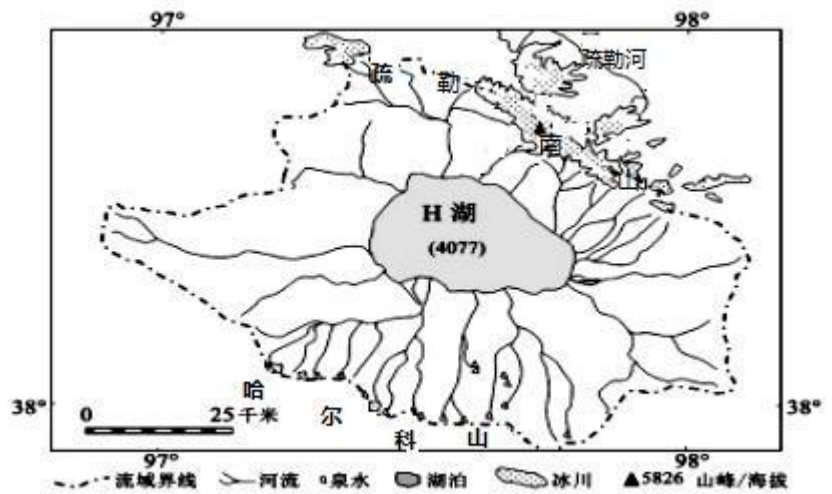 97° 98°
疏勒河
疏 勒
南
山
H 湖
(4077)
哈
尔
科 山
38° 38°
0 25千米
97° 98°
流域界线 河流 泉水 湖泊 冰川 ▲5826 山峰/海拔